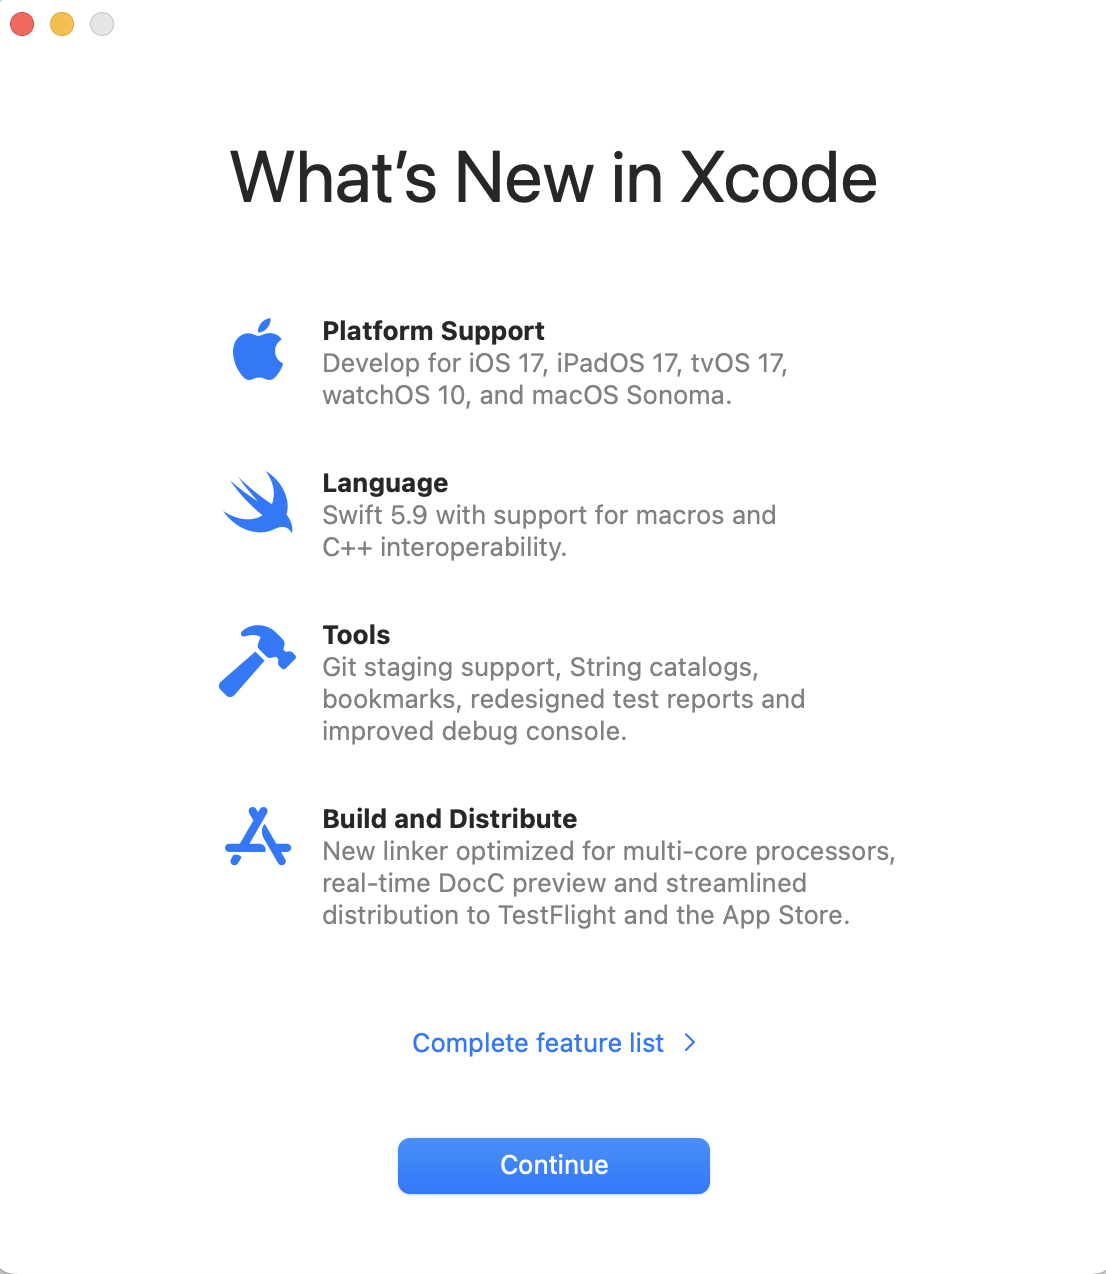 What’s New in Xcode
Platform Support
Develop for iOS 17, iPadOS 17, tvOS 17,
watchOS 10, and macOS Sonoma.
Language
Swift 5.9 with support for macros and
C++ interoperability.
Tools
Git staging support, String catalogs,
bookmarks, redesigned test reports and
improved debug console.
Build and Distribute
New linker optimized for multi-core processors,
real-time DocC preview and streamlined
distribution to TestFlight and the App Store.
Complete feature list
Continue